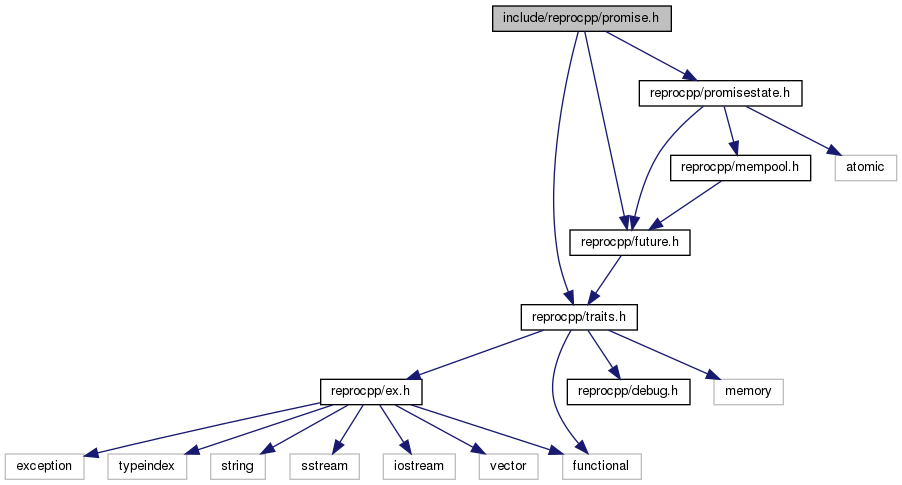 include/reprocpp/promise.h
reprocpp/promisestate.h
reprocpp/mempool.h
atomic
reprocpp/future.h
reprocpp/traits.h
reprocpp/ex.h
reprocpp/debug.h
memory
exception
typeindex
string
sstream
iostream
vector
functional